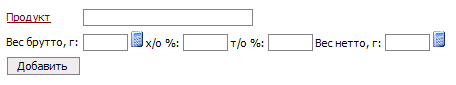 Продукт
Вес брутто, г: х/о %: т/о %: Вес нетто, г:
Добавить